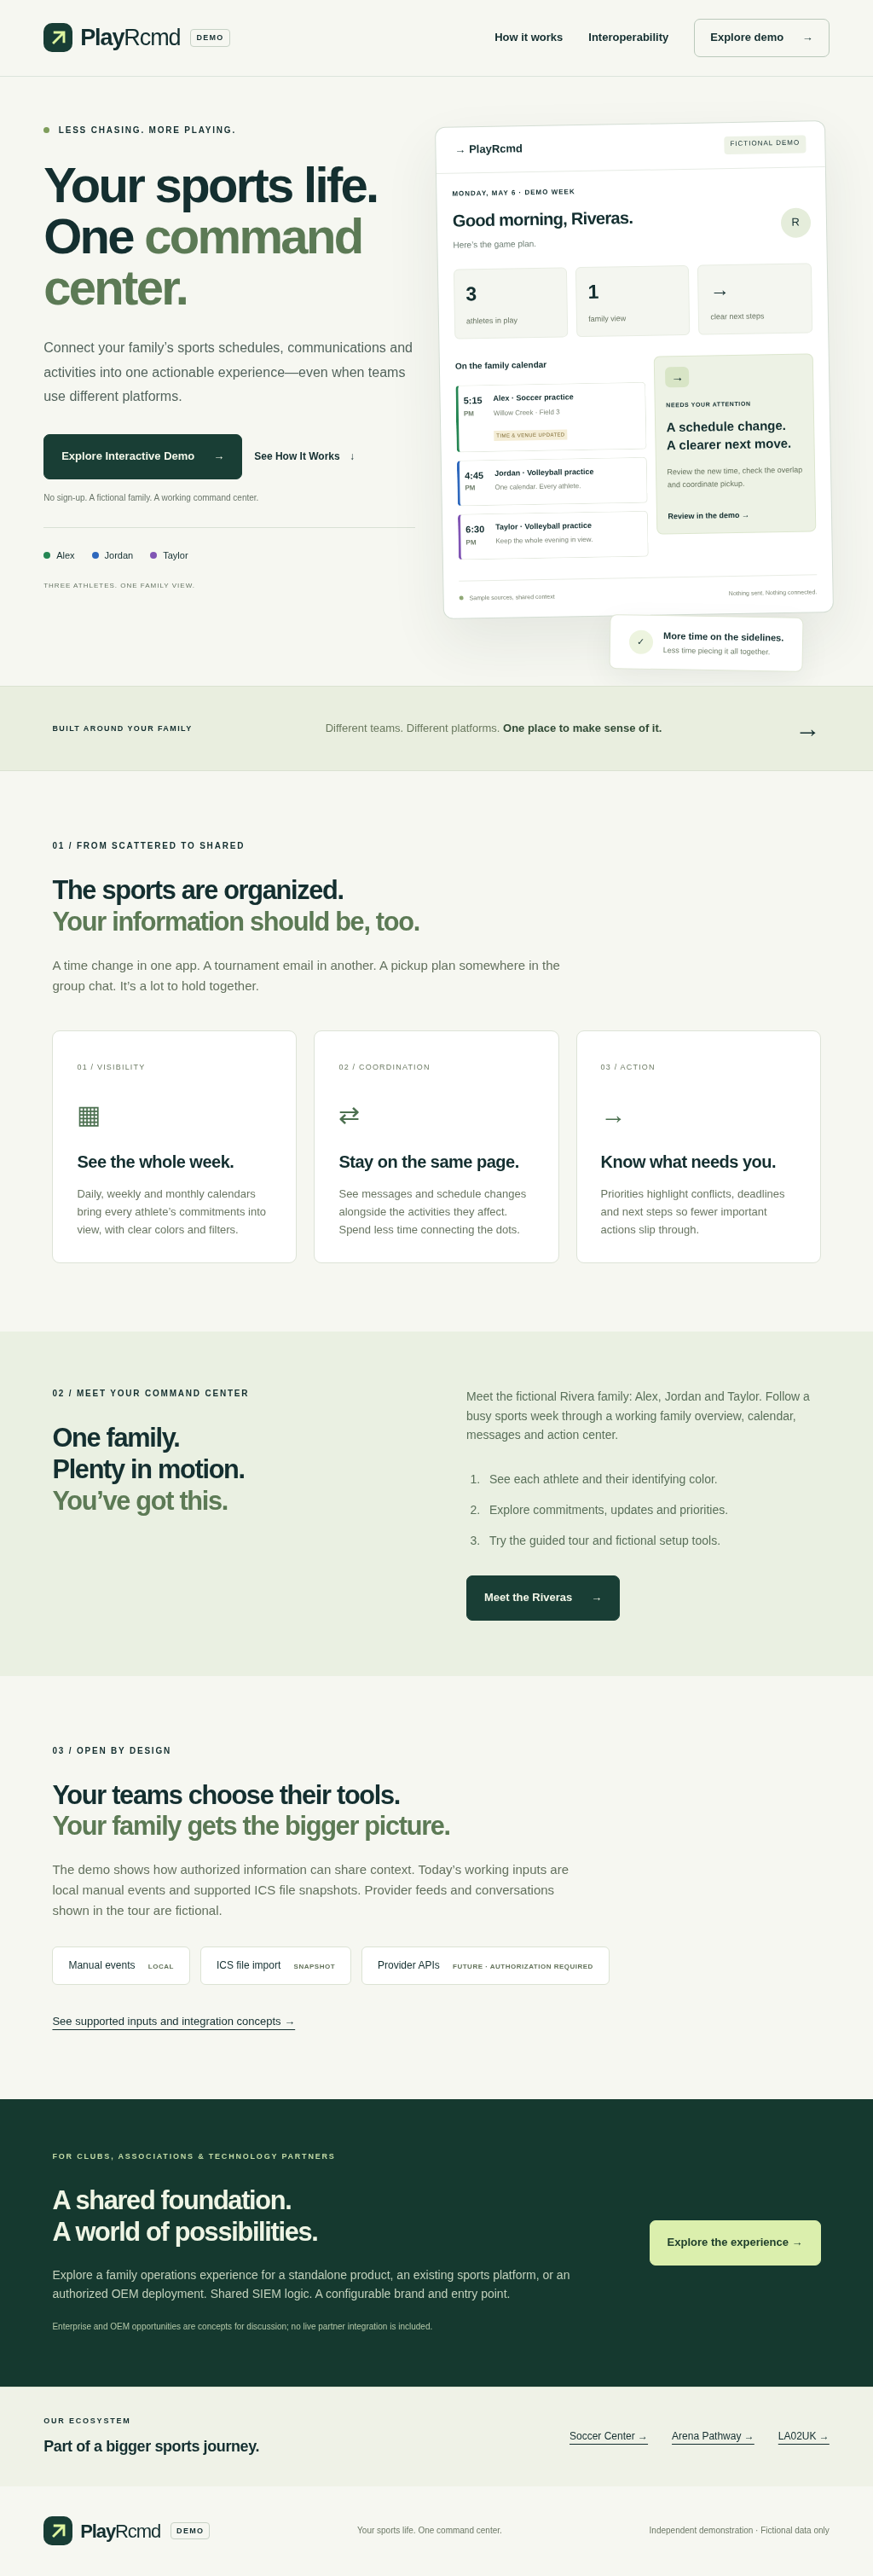 PlayRcmd DEMO
How it works
Interoperability
Explore demo →
LESS CHASING. MORE PLAYING.
Your sports life.
One command
center.
Connect your family’s sports schedules, communications and
activities into one actionable experience—even when teams
use different platforms.
Explore Interactive Demo →
See How It Works ↓
No sign-up. A fictional family. A working command center.
Alex
Jordan
Taylor
THREE ATHLETES. ONE FAMILY VIEW.
→ PlayRcmd
FICTIONAL DEMO
MONDAY, MAY 6 · DEMO WEEK
Good morning, Riveras.
Here’s the game plan.
R
3
athletes in play
1
family view
→
clear next steps
On the family calendar
5:15
PM
Alex · Soccer practice
Willow Creek · Field 3
TIME & VENUE UPDATED
4:45
PM
Jordan · Volleyball practice
One calendar. Every athlete.
6:30
PM
Taylor · Volleyball practice
Keep the whole evening in view.
→
NEEDS YOUR ATTENTION
A schedule change.
A clearer next move.
Review the new time, check the overlap
and coordinate pickup.
Review in the demo →
Sample sources, shared context
Nothing sent. Nothing connected.
✓
More time on the sidelines.
Less time piecing it all together.
BUILT AROUND YOUR FAMILY
Different teams. Different platforms. One place to make sense of it.
→
01 / FROM SCATTERED TO SHARED
The sports are organized.
Your information should be, too.
A time change in one app. A tournament email in another. A pickup plan somewhere in the
group chat. It’s a lot to hold together.
01 / VISIBILITY
▦
See the whole week.
Daily, weekly and monthly calendars
bring every athlete’s commitments into
view, with clear colors and filters.
02 / COORDINATION
⇄
Stay on the same page.
See messages and schedule changes
alongside the activities they affect.
Spend less time connecting the dots.
03 / ACTION
→
Know what needs you.
Priorities highlight conflicts, deadlines
and next steps so fewer important
actions slip through.
02 / MEET YOUR COMMAND CENTER
One family.
Plenty in motion.
You’ve got this.
Meet the fictional Rivera family: Alex, Jordan and Taylor. Follow a
busy sports week through a working family overview, calendar,
messages and action center.
1. See each athlete and their identifying color.
2. Explore commitments, updates and priorities.
3. Try the guided tour and fictional setup tools.
Meet the Riveras →
03 / OPEN BY DESIGN
Your teams choose their tools.
Your family gets the bigger picture.
The demo shows how authorized information can share context. Today’s working inputs are
local manual events and supported ICS file snapshots. Provider feeds and conversations
shown in the tour are fictional.
Manual events LOCAL
ICS file import SNAPSHOT
Provider APIs FUTURE · AUTHORIZATION REQUIRED
See supported inputs and integration concepts →
FOR CLUBS, ASSOCIATIONS & TECHNOLOGY PARTNERS
A shared foundation.
A world of possibilities.
Explore a family operations experience for a standalone product, an existing sports platform, or an
authorized OEM deployment. Shared SIEM logic. A configurable brand and entry point.
Enterprise and OEM opportunities are concepts for discussion; no live partner integration is included.
Explore the experience →
OUR ECOSYSTEM
Part of a bigger sports journey.
Soccer Center →
Arena Pathway →
LA02UK →
PlayRcmd DEMO
Your sports life. One command center.
Independent demonstration · Fictional data only